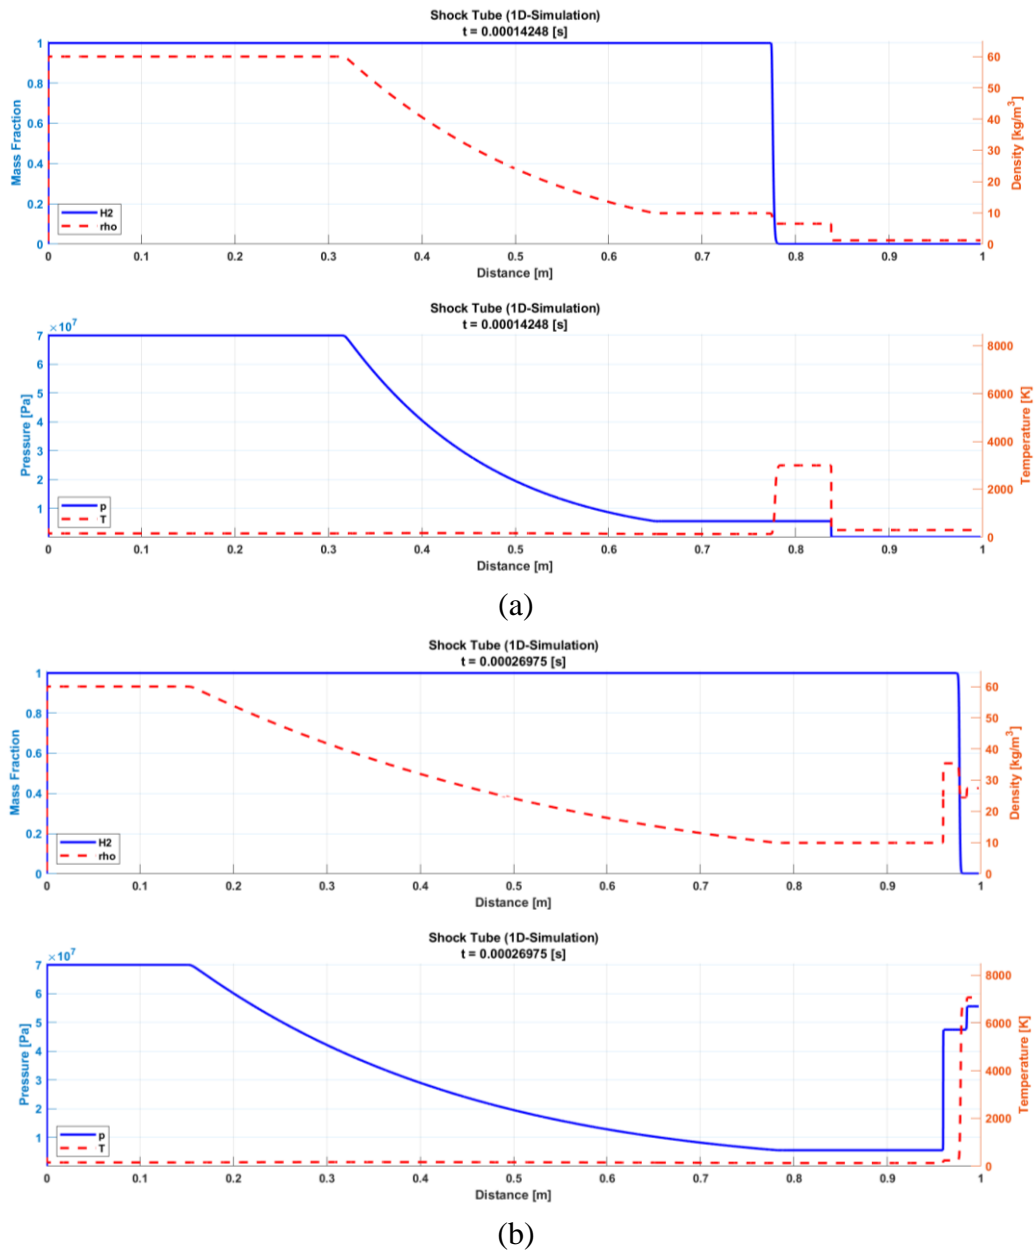 Shock Tube (1D-Simulation)
t = 0.00014248 [s]
Mass Fraction
1
0.8
0.6
0.4
0.2
0
H2
rho
60
50
40
30
20
10
0
Density [kg/m³]
0 0.1 0.2 0.3 0.4 0.5 0.6 0.7 0.8 0.9 1
Distance [m]
Shock Tube (1D-Simulation)
t = 0.00014248 [s]
×10⁷
Pressure [Pa]
7
6
5
4
3
2
1
p
T
8000
6000
4000
2000
0
Temperature [K]
0 0.1 0.2 0.3 0.4 0.5 0.6 0.7 0.8 0.9 1
Distance [m]
(a)
Shock Tube (1D-Simulation)
t = 0.00026975 [s]
Mass Fraction
1
0.8
0.6
0.4
0.2
0
H2
rho
60
50
40
30
20
10
0
Density [kg/m³]
0 0.1 0.2 0.3 0.4 0.5 0.6 0.7 0.8 0.9 1
Distance [m]
Shock Tube (1D-Simulation)
t = 0.00026975 [s]
×10⁷
Pressure [Pa]
7
6
5
4
3
2
1
p
T
8000
6000
4000
2000
0
Temperature [K]
0 0.1 0.2 0.3 0.4 0.5 0.6 0.7 0.8 0.9 1
Distance [m]
(b)